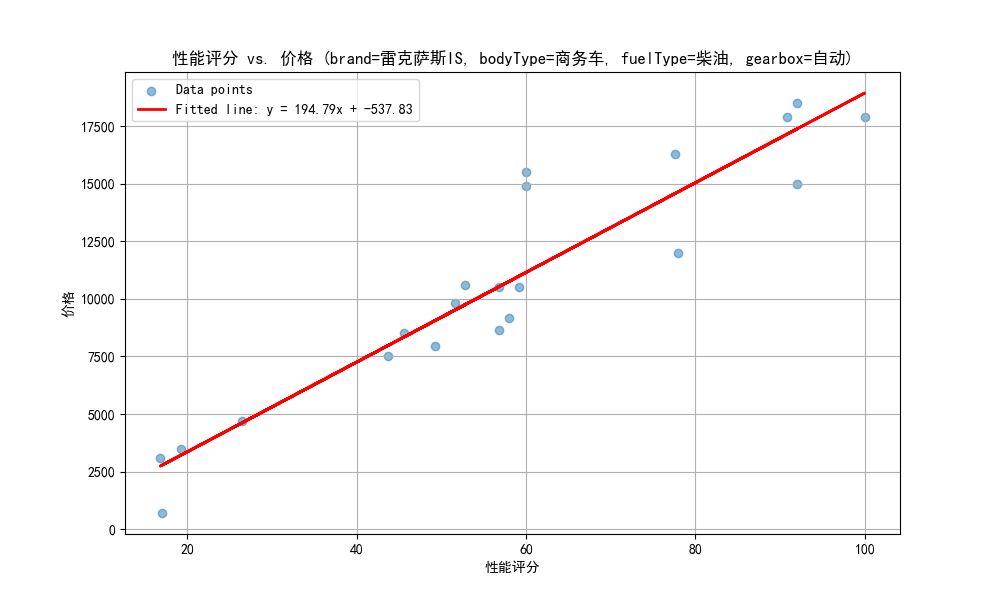 性能评分 vs. 价格 (brand=雷克萨斯IS, bodyType=商务车, fuelType=柴油, gearbox=自动)
Data points
Fitted line: y = 194.79x + -537.83
17500
15000
12500
10000
7500
5000
2500
0
价格
20 40 60 80 100
性能评分